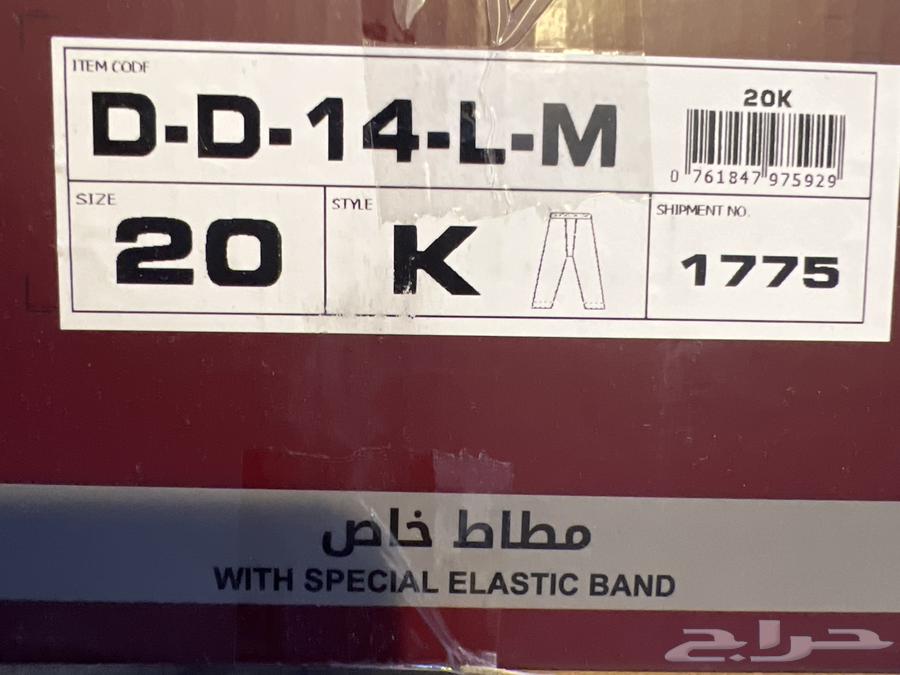 ITEM CODE
D-D-14-L-M
20K
0 761847 975929
SIZE
20
STYLE
K
SHIPMENT NO.
1775
مطاط خاص
WITH SPECIAL ELASTIC BAND
حراج